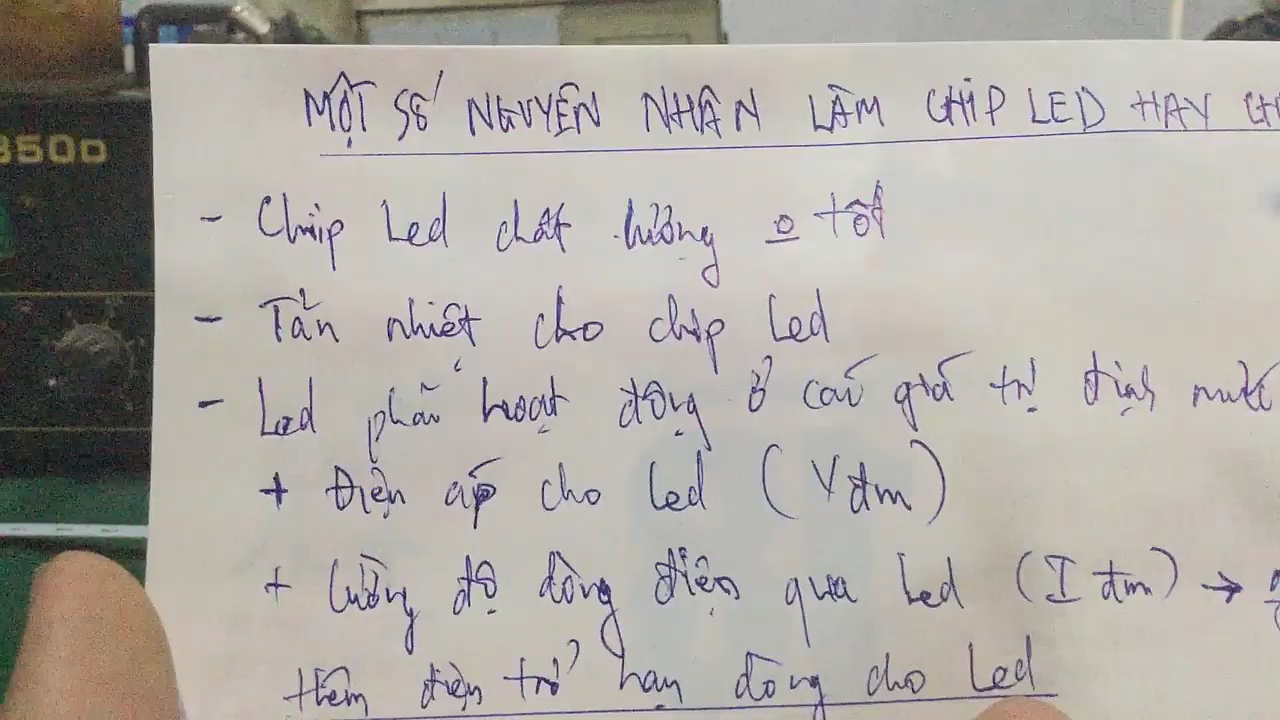 350D
MỘT SỐ NGUYÊN NHÂN LÀM CHIP LED HAY
- Chip Led chất lượng o tốt
- Tản nhiệt cho chip Led
- Led phải hoạt động ở các giá trị định mức
+ Điện áp cho Led (Vđm)
+ Cường độ dòng điện qua Led (I đm) →
thêm điện trở hạn dòng cho Led